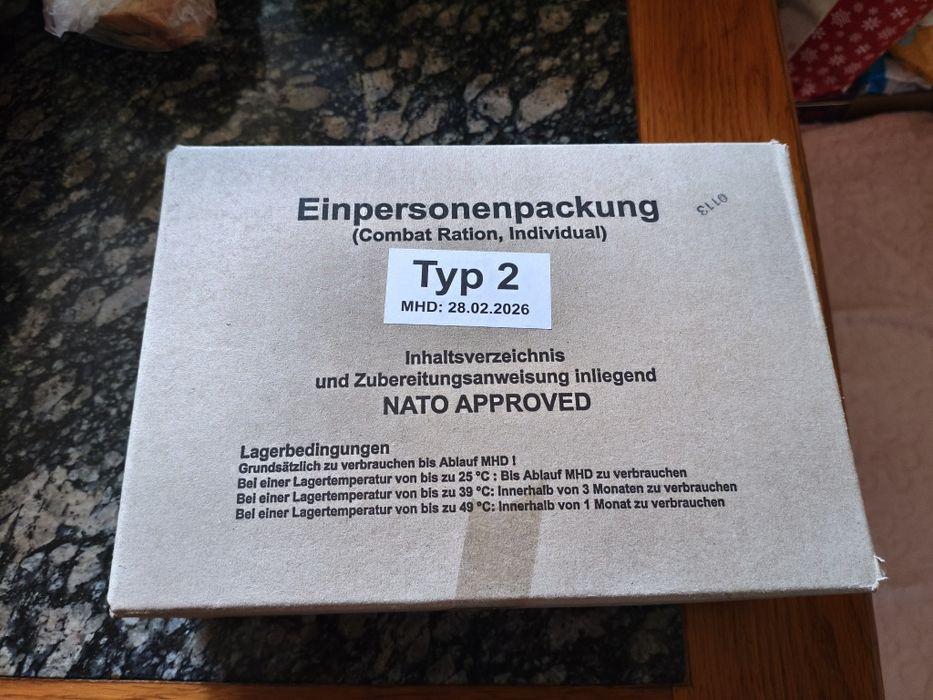 Einpersonenpackung
0113
(Combat Ration, Individual)
Typ 2
MHD: 28.02.2026
Inhaltsverzeichnis
und Zubereitungsanweisung inliegend
NATO APPROVED
Lagerbedingungen
Grundsätzlich zu verbrauchen bis Ablauf MHD !
Bei einer Lagertemperatur von bis zu 25 °C : Bis Ablauf MHD zu verbrauchen
Bei einer Lagertemperatur von bis zu 39 °C: Innerhalb von 3 Monaten zu verbrauchen
Bei einer Lagertemperatur von bis zu 49 °C: Innerhalb von 1 Monat zu verbrauchen